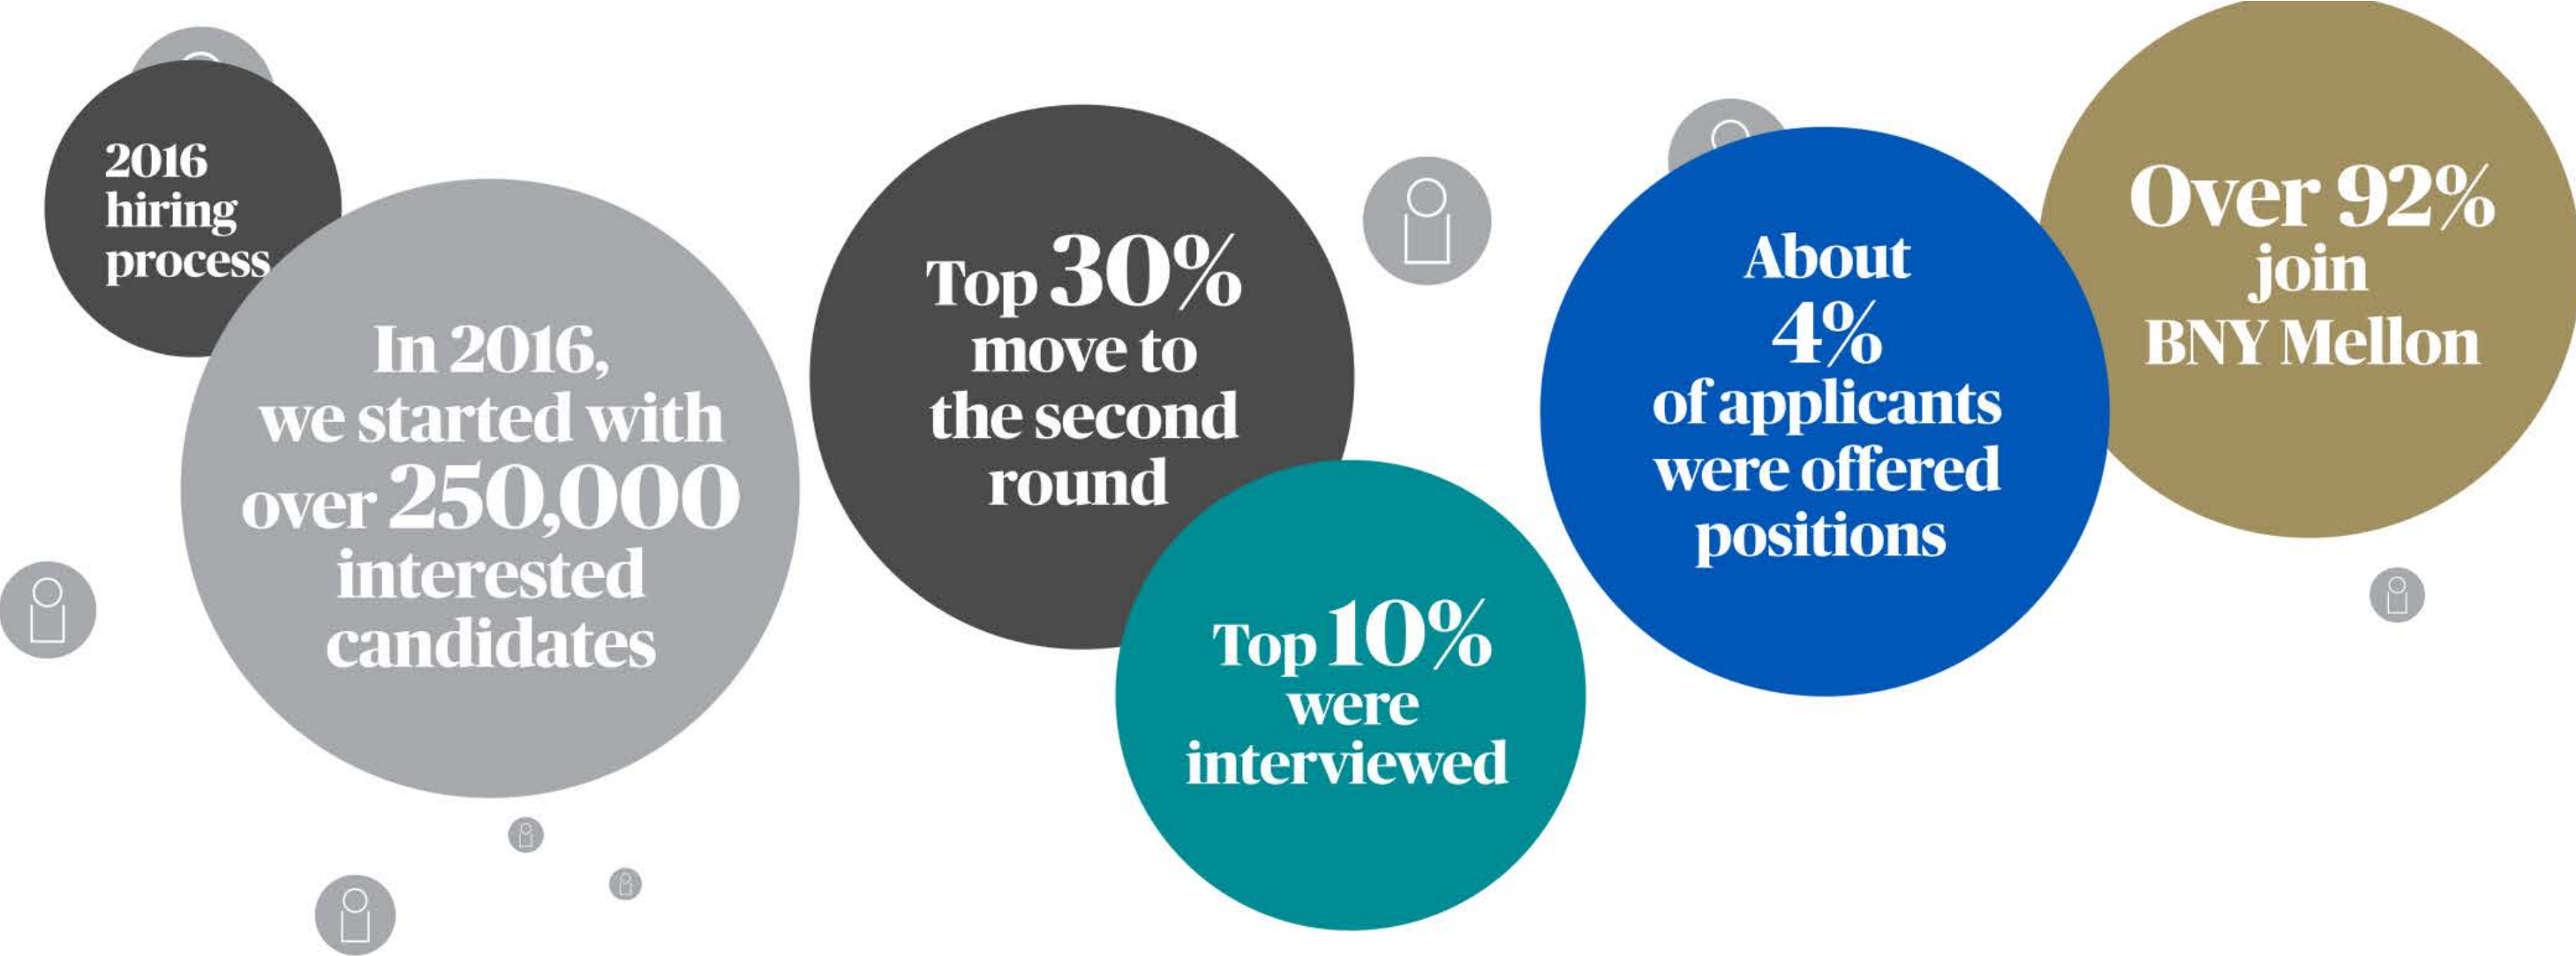 2016
hiring
process
In 2016,
we started with
over 250,000
interested
candidates
Top 30%
move to
the second
round
Top 10%
were
interviewed
About
4%
of applicants
were offered
positions
Over 92%
join
BNY Mellon